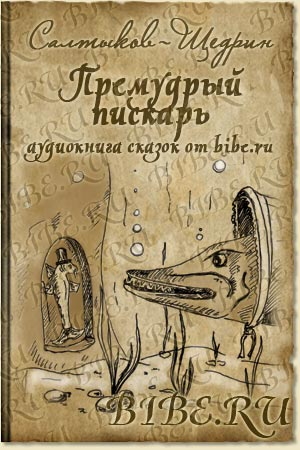 Салтыков-Щедрин
Премудрый
пискарь
аудиокнига сказок от bibe.ru
BIBE.RU